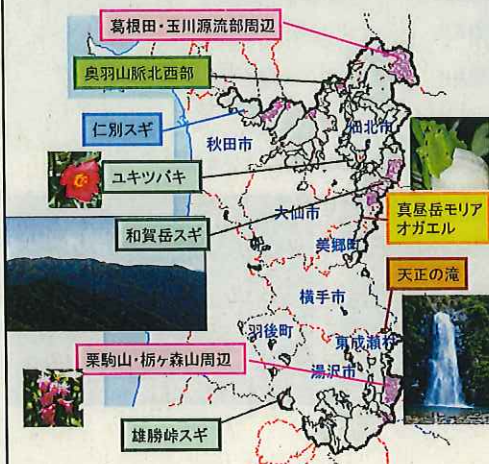 葛根田・玉川源流部周辺
奥羽山脈北西部
仁別スギ
仙北市
秋田市
ユキツバキ
大仙市
真昼岳モリア
オガエル
和賀岳スギ
美郷町
天正の滝
横手市
羽後町
東成瀬村
栗駒山・栃ヶ森山周辺
湯沢市
雄勝峠スギ